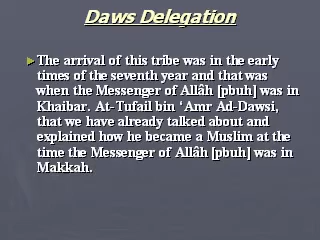 Daws Delegation
►The arrival of this tribe was in the early
times of the seventh year and that was
when the Messenger of Allâh [pbuh] was in
Khaibar. At-Tufail bin ‘Amr Ad-Dawsi,
that we have already talked about and
explained how he became a Muslim at the
time the Messenger of Allâh [pbuh] was in
Makkah.